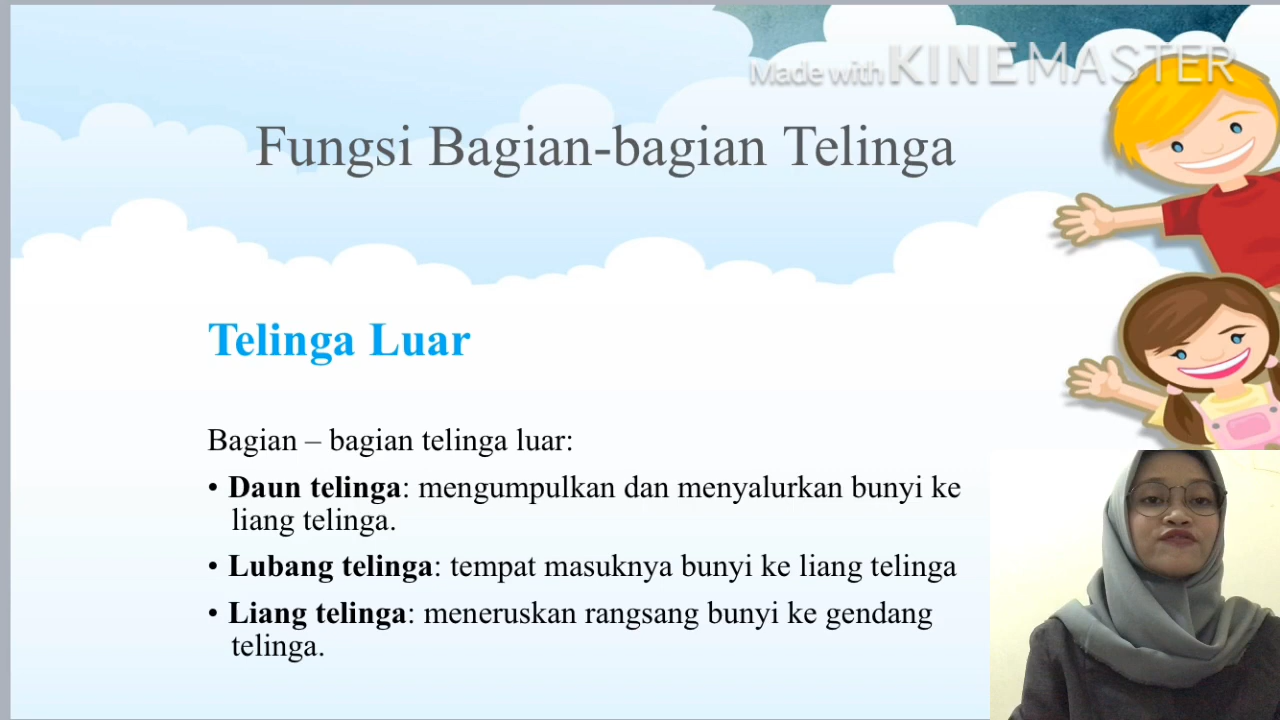 Made with KINEMASTER
Fungsi Bagian-bagian Telinga
Telinga Luar
Bagian – bagian telinga luar:
• Daun telinga: mengumpulkan dan menyalurkan bunyi ke
liang telinga.
• Lubang telinga: tempat masuknya bunyi ke liang telinga
• Liang telinga: meneruskan rangsang bunyi ke gendang
telinga.